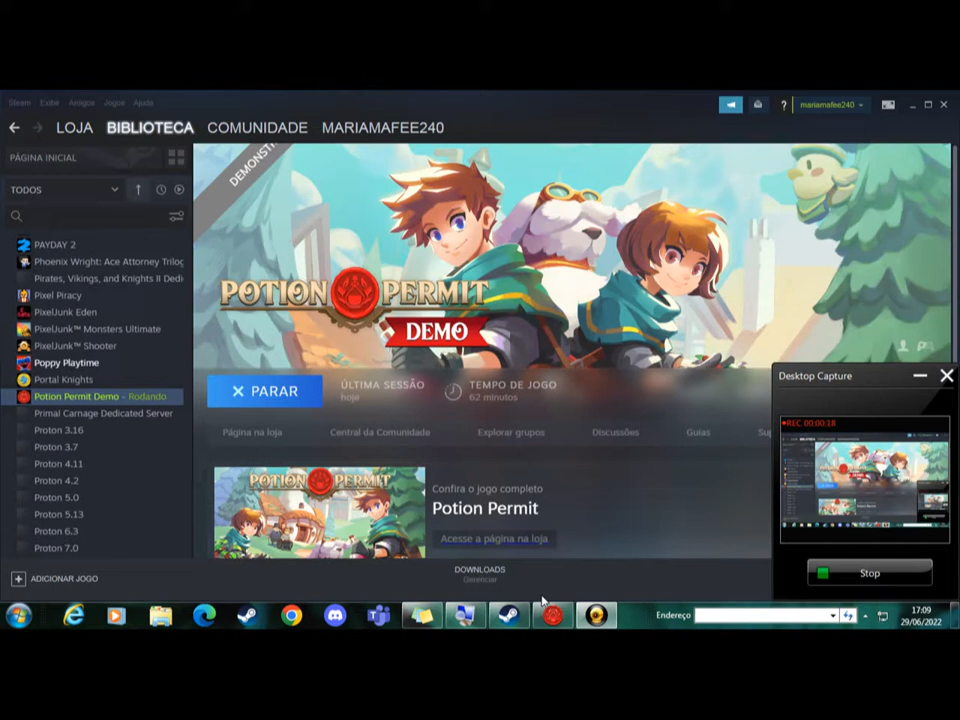 Steam Exibir Amigos Jogos Ajuda
mariamafee240
LOJA BIBLIOTECA COMUNIDADE MARIAMAFEE240
PÁGINA INICIAL
TODOS
PAYDAY 2
Phoenix Wright: Ace Attorney Trilog
Pirates, Vikings, and Knights II Dedi
Pixel Piracy
PixelJunk Eden
PixelJunk™ Monsters Ultimate
PixelJunk™ Shooter
Poppy Playtime
Portal Knights
Potion Permit Demo - Rodando
Primal Carnage Dedicated Server
Proton 3.16
Proton 3.7
Proton 4.11
Proton 4.2
Proton 5.0
Proton 5.13
Proton 6.3
Proton 7.0
ADICIONAR JOGO
DEMONSTR
POTION PERMIT
DEMO
PARAR
ÚLTIMA SESSÃO
hoje
TEMPO DE JOGO
62 minutos
Página na loja Central da Comunidade Explorar grupos Discussões Guias Sup
POTION PERMIT
Confira o jogo completo
Potion Permit
Acesse a página na loja
DOWNLOADS
Gerenciar
Desktop Capture
REC 00:00:18
Stop
Endereço
17:09
29/06/2022